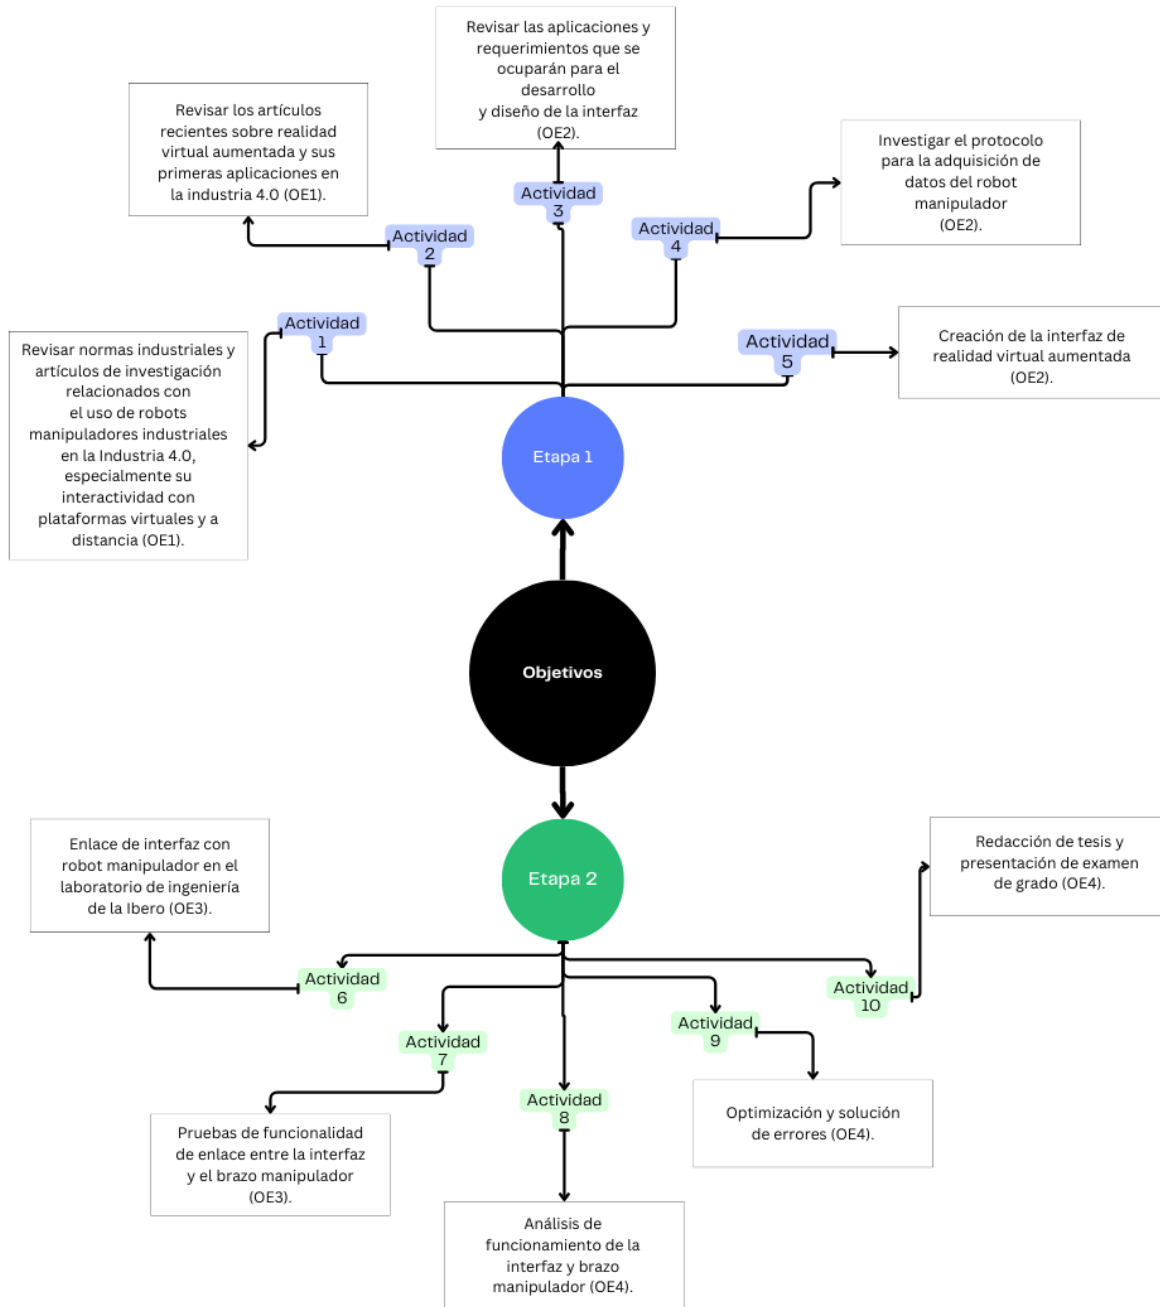 Revisar las aplicaciones y
requerimientos que se
ocuparán para el
desarrollo
y diseño de la interfaz
(OE2).
Revisar los artículos
recientes sobre realidad
virtual aumentada y sus
primeras aplicaciones en
la industria 4.0 (OE1).
Investigar el protocolo
para la adquisición de
datos del robot
manipulador
(OE2).
Actividad
3
Actividad
4
Actividad
2
Actividad
1
Actividad
5
Creación de la interfaz de
realidad virtual aumentada
(OE2).
Revisar normas industriales y
artículos de investigación
relacionados con
el uso de robots
manipuladores industriales
en la Industria 4.0,
especialmente su
interactividad con
plataformas virtuales y a
distancia (OE1).
Etapa 1
Objetivos
Etapa 2
Enlace de interfaz con
robot manipulador en el
laboratorio de ingeniería
de la Ibero (OE3).
Redacción de tesis y
presentación de examen
de grado (OE4).
Actividad
6
Actividad
10
Actividad
7
Actividad
9
Actividad
8
Pruebas de funcionalidad
de enlace entre la interfaz
y el brazo manipulador
(OE3).
Optimización y solución
de errores (OE4).
Análisis de
funcionamiento de la
interfaz y brazo
manipulador (OE4).